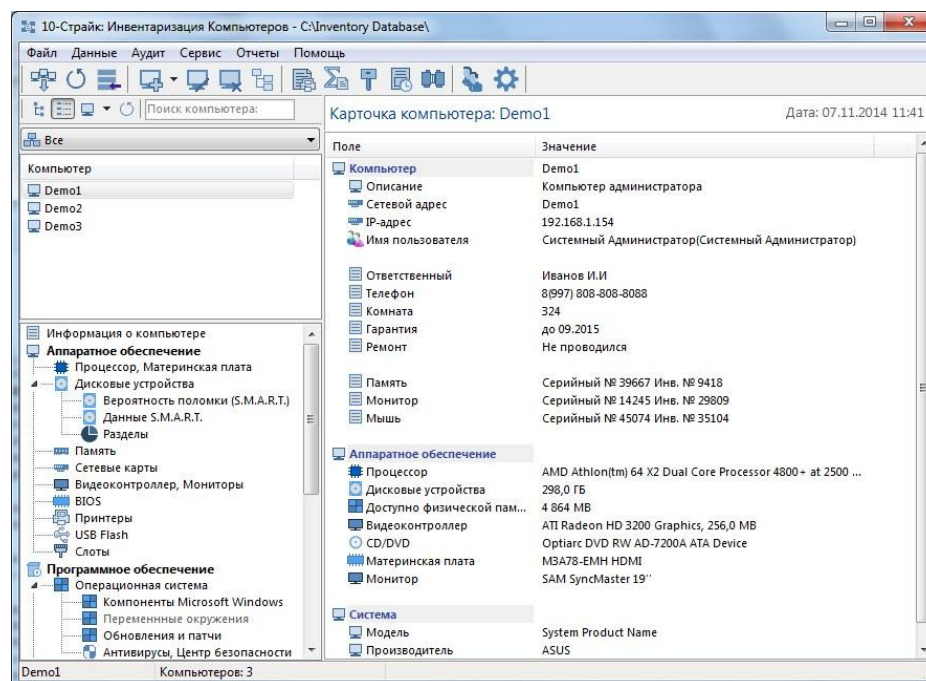 10-Страйк: Инвентаризация Компьютеров - C:\Inventory Database\
Файл Данные Аудит Сервис Отчеты Помощь
Поиск компьютера:
Все
Компьютер
Demo1
Demo2
Demo3
Информация о компьютере
Аппаратное обеспечение
Процессор, Материнская плата
Дисковые устройства
Вероятность поломки (S.M.A.R.T.)
Данные S.M.A.R.T.
Разделы
Память
Сетевые карты
Видеоконтроллер, Мониторы
BIOS
Принтеры
USB Flash
Слоты
Программное обеспечение
Операционная система
Компоненты Microsoft Windows
Переменнные окружения
Обновления и патчи
Антивирусы, Центр безопасности
Карточка компьютера: Demo1 Дата: 07.11.2014 11:41
Поле Значение
Компьютер Demo1
Описание Компьютер администратора
Сетевой адрес Demo1
IP-адрес 192.168.1.154
Имя пользователя Системный Администратор(Системный Администратор)
Ответственный Иванов И.И
Телефон 8(997) 808-808-8088
Комната 324
Гарантия до 09.2015
Ремонт Не проводился
Память Серийный № 39667 Инв. № 9418
Монитор Серийный № 14245 Инв. № 29809
Мышь Серийный № 45074 Инв. № 35104
Аппаратное обеспечение
Процессор AMD Athlon(tm) 64 X2 Dual Core Processor 4800+ at 2500 ...
Дисковые устройства 298,0 ГБ
Доступно физической пам... 4 864 MB
Видеоконтроллер ATI Radeon HD 3200 Graphics, 256,0 MB
CD/DVD Optiarc DVD RW AD-7200A ATA Device
Материнская плата M3A78-EMH HDMI
Монитор SAM SyncMaster 19''
Система
Модель System Product Name
Производитель ASUS
Demo1 Компьютеров: 3